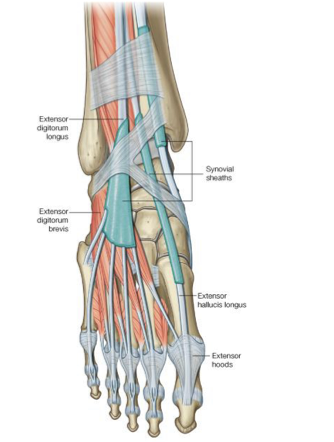 Extensor
digitorum
longus
Synovial
sheaths
Extensor
digitorum
brevis
Extensor
hallucis longus
Extensor
hoods